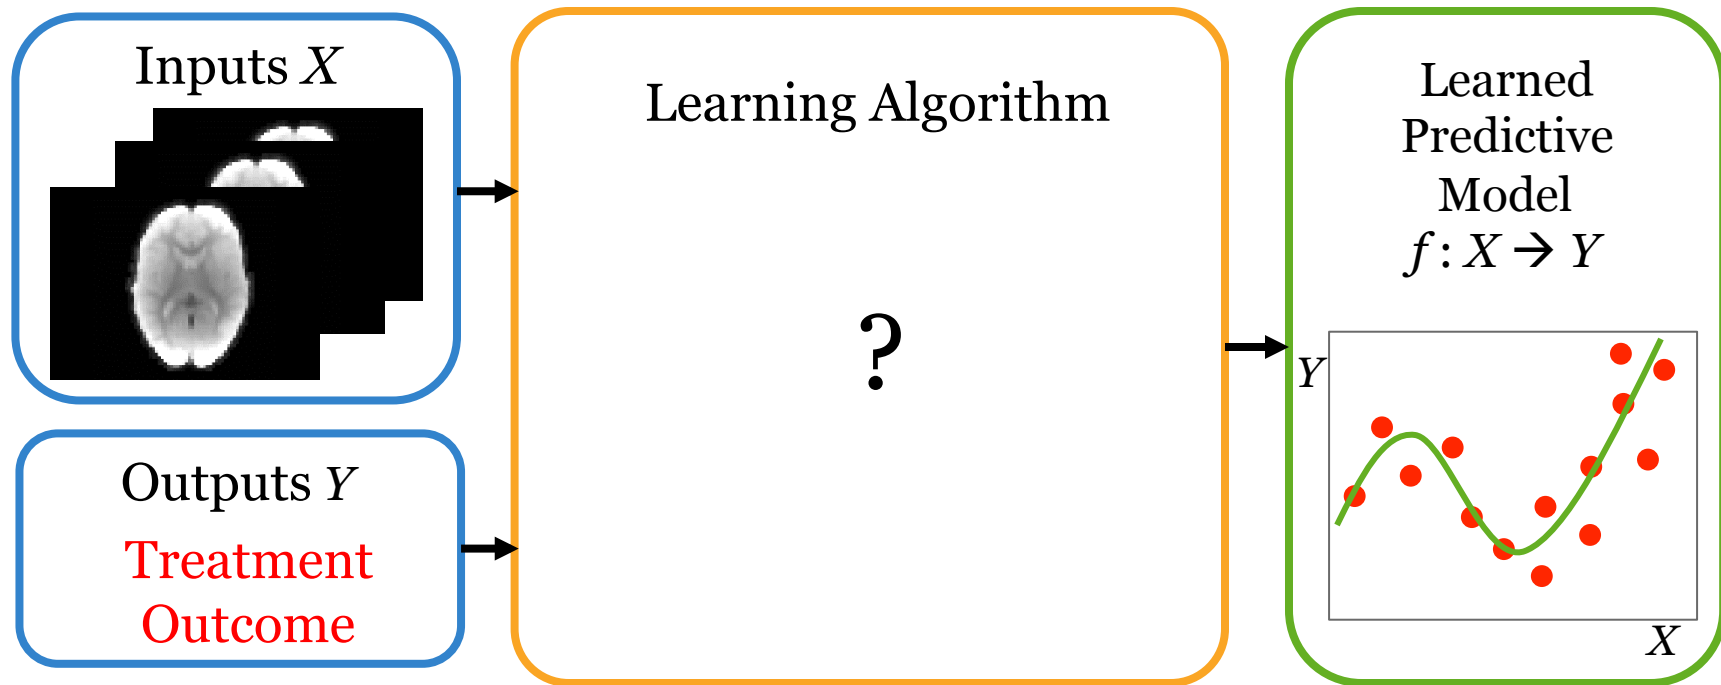 Inputs X
Outputs Y
Treatment
Outcome
Learning Algorithm
?
Learned
Predictive
Model
f : X → Y
Y
X